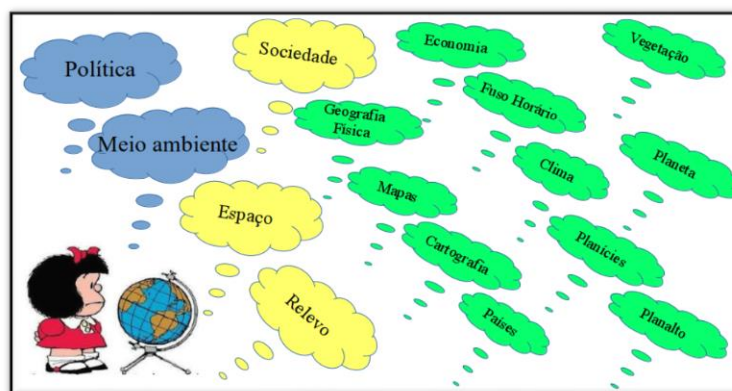 Política
Meio ambiente
Sociedade
Espaço
Relevo
Economia
Geografia
Física
Mapas
Cartografia
Países
Fuso Horário
Clima
Planícies
Planalto
Vegetação
Planeta